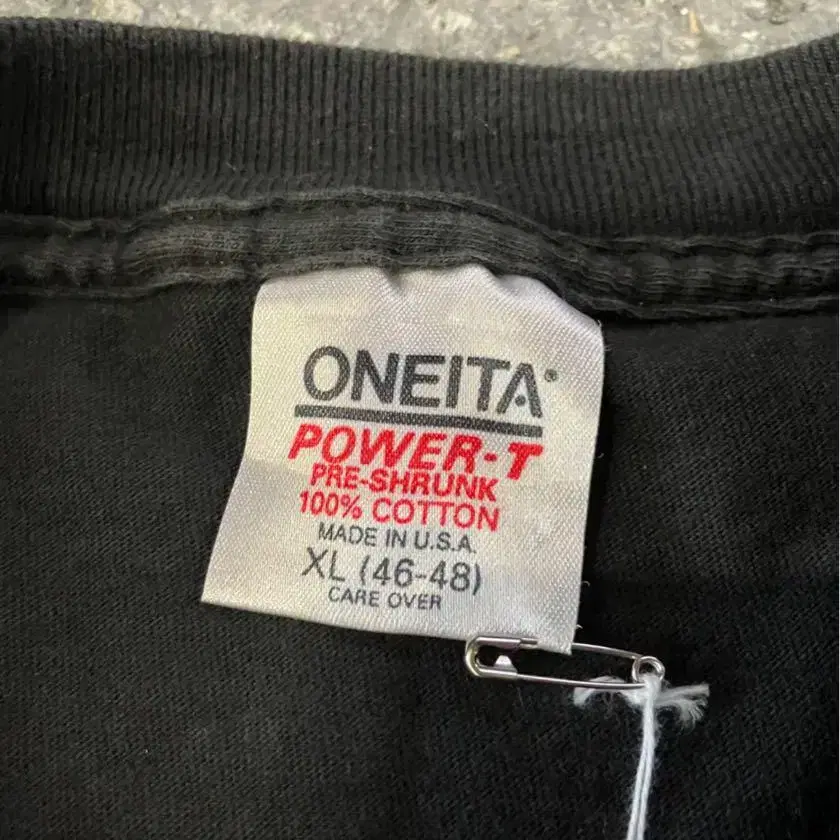 ONEITA®
POWER-T
PRE-SHRUNK
100% COTTON
MADE IN U.S.A.
XL (46-48)
CARE OVER